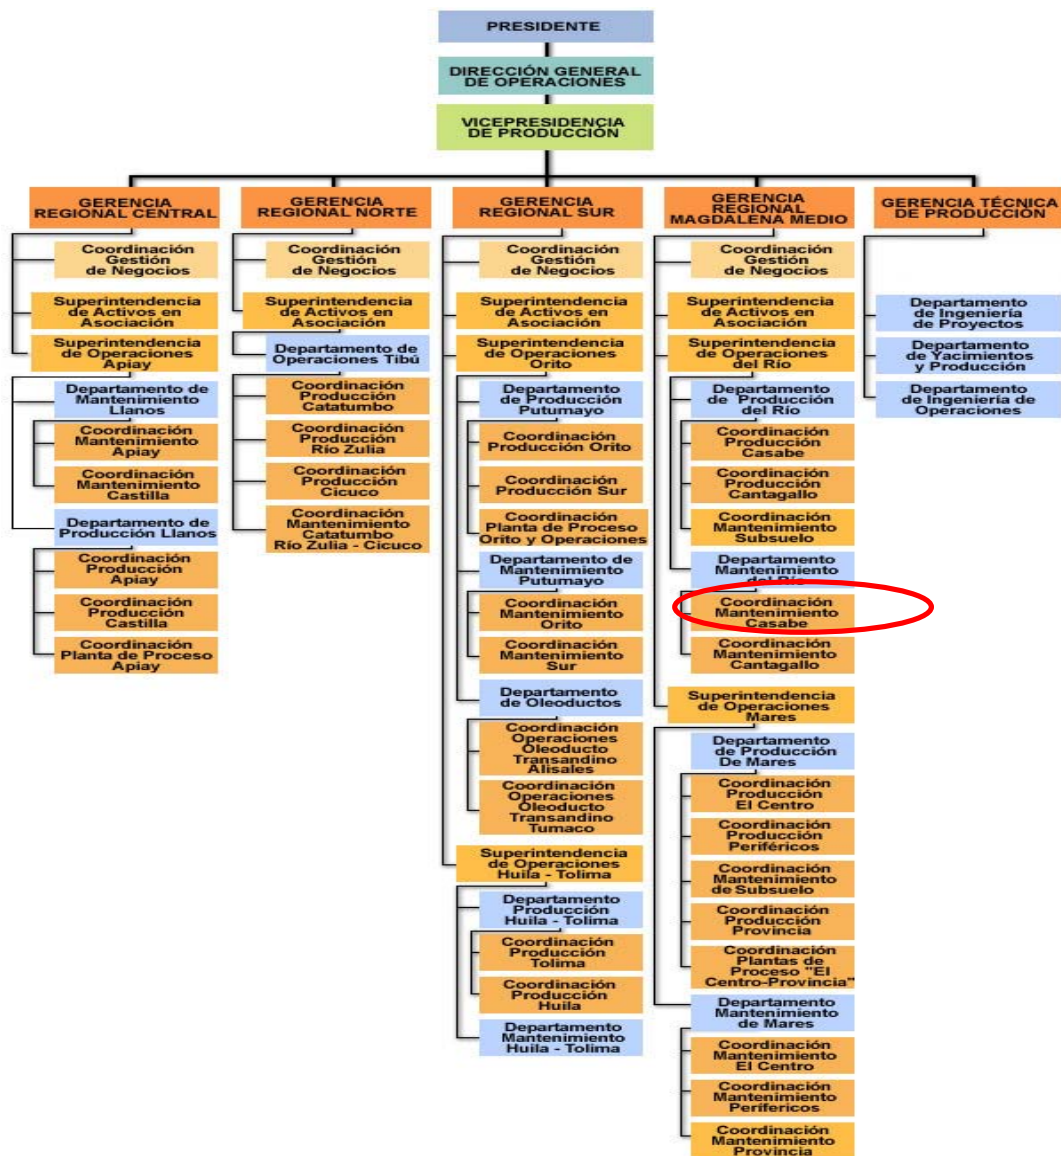 PRESIDENTE
DIRECCIÓN GENERAL
DE OPERACIONES
VICEPRESIDENCIA
DE PRODUCCIÓN
GERENCIA
REGIONAL CENTRAL
Coordinación
Gestión
de Negocios
Superintendencia
de Activos en
Asociación
Superintendencia
de Operaciones
Apiay
Departamento de
Mantenimiento
Llanos
Coordinación
Mantenimiento
Apiay
Coordinación
Mantenimiento
Castilla
Departamento de
Producción Llanos
Coordinación
Producción
Apiay
Coordinación
Producción
Castilla
Coordinación
Planta de Proceso
Apiay
GERENCIA
REGIONAL NORTE
Coordinación
Gestión
de Negocios
Superintendencia
de Activos en
Asociación
Departamento de
Operaciones Tibú
Coordinación
Producción
Catatumbo
Coordinación
Producción
Río Zulia
Coordinación
Producción
Cicuco
Coordinación
Mantenimiento
Catatumbo
Río Zulia - Cicuco
GERENCIA
REGIONAL SUR
Coordinación
Gestión
de Negocios
Superintendencia
de Activos en
Asociación
Superintendencia
de Operaciones
Orito
Departamento
de Producción
Putumayo
Coordinación
Producción Orito
Coordinación
Producción Sur
Coordinación
Planta de Proceso
Orito y Operaciones
Departamento de
Mantenimiento
Putumayo
Coordinación
Mantenimiento
Orito
Coordinación
Mantenimiento
Sur
Departamento
de Oleoductos
Coordinación
Operaciones
Oleoducto
Transandino
Alisales
Coordinación
Operaciones
Oleoducto
Transandino
Tumaco
Superintendencia
de Operaciones
Huila - Tolima
Departamento
Producción
Huila - Tolima
Coordinación
Producción
Tolima
Coordinación
Producción
Huila
Departamento
Mantenimiento
Huila - Tolima
GERENCIA
REGIONAL
MAGDALENA MEDIO
Coordinación
Gestión
de Negocios
Superintendencia
de Activos en
Asociación
Superintendencia
de Operaciones
del Río
Departamento
de Producción
del Río
Coordinación
Producción
Casabe
Coordinación
Producción
Cantagallo
Coordinación
Mantenimiento
Subsuelo
Departamento
Mantenimiento
del Río
Coordinación
Mantenimiento
Casabe
Coordinación
Mantenimiento
Cantagallo
Superintendencia
de Operaciones
Mares
Departamento
de Producción
De Mares
Coordinación
Producción
El Centro
Coordinación
Producción
Periféricos
Coordinación
Mantenimiento
de Subsuelo
Coordinación
Producción
Provincia
Coordinación
Plantas de
Proceso "El
Centro-Provincia"
Departamento
Mantenimiento
de Mares
Coordinación
Mantenimiento
El Centro
Coordinación
Mantenimiento
Perífericos
Coordinación
Mantenimiento
Provincia
GERENCIA TÉCNICA
DE PRODUCCIÓN
Departamento
de Ingeniería
de Proyectos
Departamento
de Yacimientos
y Producción
Departamento
de Ingeniería de
Operaciones